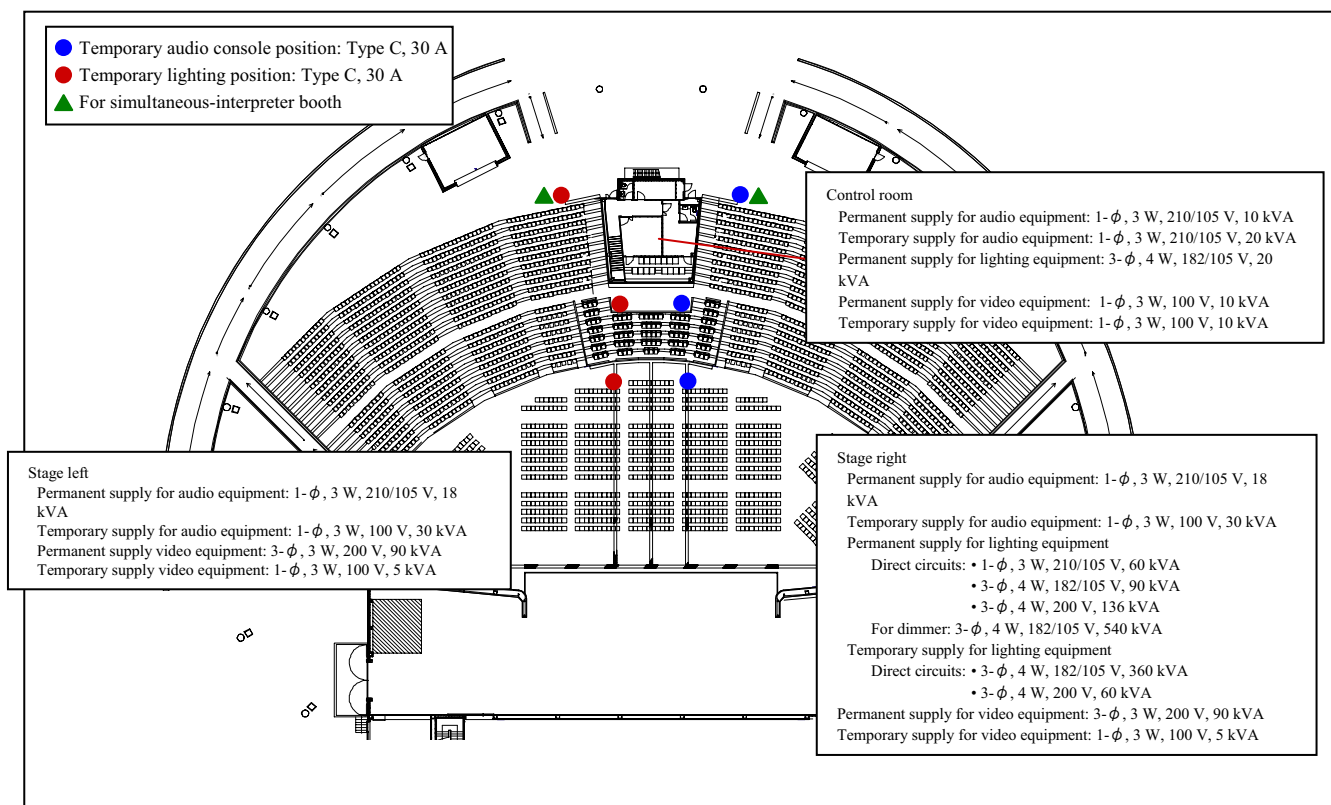 Temporary audio console position: Type C, 30 A
Temporary lighting position: Type C, 30 A
For simultaneous-interpreter booth
Control room
Permanent supply for audio equipment: 1-ϕ, 3 W, 210/105 V, 10 kVA
Temporary supply for audio equipment: 1-ϕ, 3 W, 210/105 V, 20 kVA
Permanent supply for lighting equipment: 3-ϕ, 4 W, 182/105 V, 20
kVA
Permanent supply for video equipment: 1-ϕ, 3 W, 100 V, 10 kVA
Temporary supply for video equipment: 1-ϕ, 3 W, 100 V, 10 kVA
Stage left
Permanent supply for audio equipment: 1-ϕ, 3 W, 210/105 V, 18
kVA
Temporary supply for audio equipment: 1-ϕ, 3 W, 100 V, 30 kVA
Permanent supply video equipment: 3-ϕ, 3 W, 200 V, 90 kVA
Temporary supply video equipment: 1-ϕ, 3 W, 100 V, 5 kVA
Stage right
Permanent supply for audio equipment: 1-ϕ, 3 W, 210/105 V, 18
kVA
Temporary supply for audio equipment: 1-ϕ, 3 W, 100 V, 30 kVA
Permanent supply for lighting equipment
Direct circuits: • 1-ϕ, 3 W, 210/105 V, 60 kVA
• 3-ϕ, 4 W, 182/105 V, 90 kVA
• 3-ϕ, 4 W, 200 V, 136 kVA
For dimmer: 3-ϕ, 4 W, 182/105 V, 540 kVA
Temporary supply for lighting equipment
Direct circuits: • 3-ϕ, 4 W, 182/105 V, 360 kVA
• 3-ϕ, 4 W, 200 V, 60 kVA
Permanent supply for video equipment: 3-ϕ, 3 W, 200 V, 90 kVA
Temporary supply for video equipment: 1-ϕ, 3 W, 100 V, 5 kVA